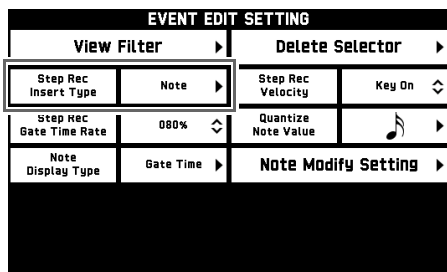 EVENT EDIT SETTING
View Filter
Delete Selector
Step Rec
Insert Type
Note
Step Rec
Velocity
Key On
Step Rec
Gate Time Rate
080%
Quantize
Note Value
Note
Display Type
Gate Time
Note Modify Setting